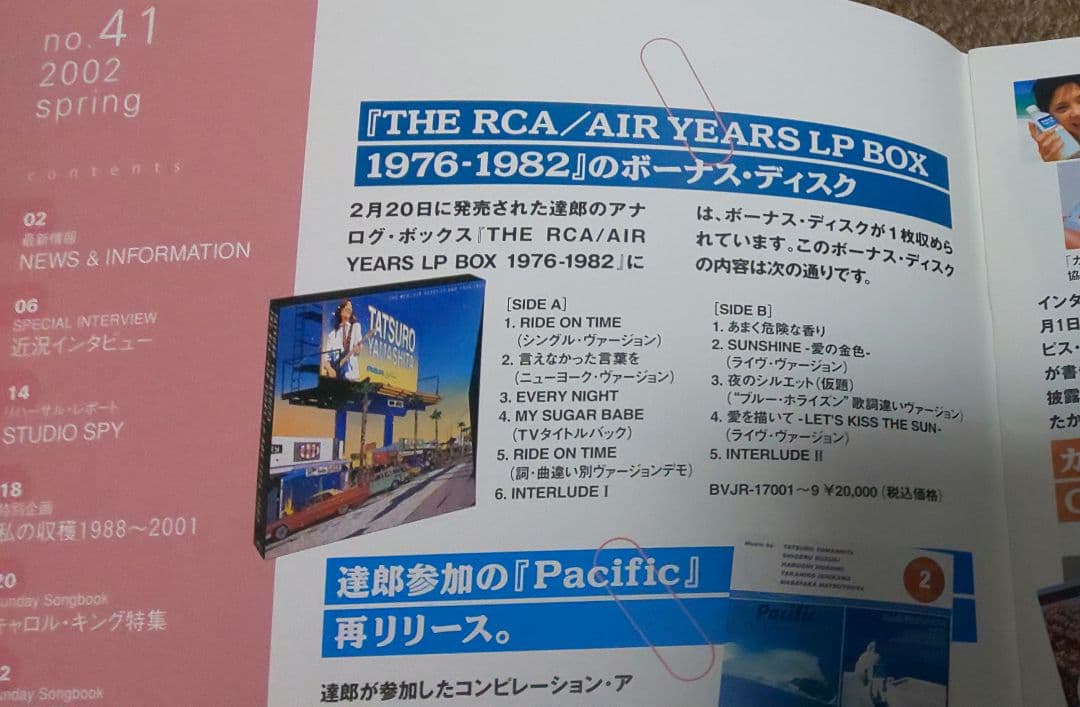 no.41
2002
spring
contents
02
最新情報
NEWS & INFORMATION
06
SPECIAL INTERVIEW
近況インタビュー
14
リハーサル・レポート
STUDIO SPY
18
特別企画
私の収穫1988～2001
20
unday Songbook
キャロル・キング特集
2
nday Songbook
『THE RCA/AIR YEARS LP BOX
1976-1982』のボーナス・ディスク
2月20日に発売された達郎のアナ
ログ・ボックス『THE RCA/AIR
YEARS LP BOX 1976-1982』に
は、ボーナス・ディスクが1枚収めら
れています。このボーナス・ディスク
の内容は次の通りです。
TATSURO
YAMASHITA
[SIDE A]
1. RIDE ON TIME
(シングル・ヴァージョン)
2. 言えなかった言葉を
(ニューヨーク・ヴァージョン)
3. EVERY NIGHT
4. MY SUGAR BABE
(TVタイトルバック)
5. RIDE ON TIME
(詞・曲違い別ヴァージョンデモ)
6. INTERLUDE I
[SIDE B]
1. あまく危険な香り
2. SUNSHINE -愛の金色-
(ライヴ・ヴァージョン)
3. 夜のシルエット(仮題)
("ブルー・ホライズン" 歌詞違いヴァージョン)
4. 愛を描いて -LET'S KISS THE SUN-
(ライヴ・ヴァージョン)
5. INTERLUDE II
BVJR-17001～9 ¥20,000(税込価格)
達郎参加の『Pacific』
再リリース。
達郎が参加したコンピレーション・ア
Music by
TATSURO YAMASHITA
SHIGERU SUZUKI
HARUOMI HOSONO
2
Pacific
「カ
協
インタ
月1日
ビス・
が書
披露
たか
カ